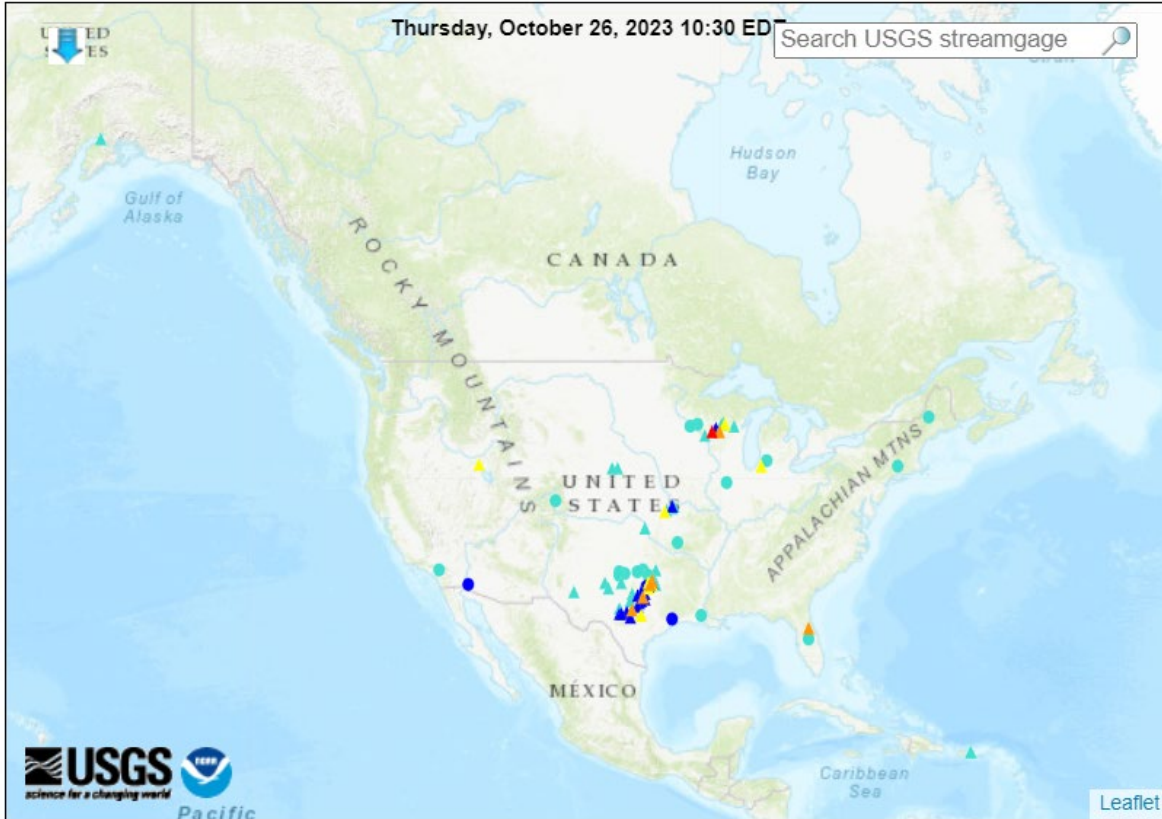 Thursday, October 26, 2023 10:30 EDT
Search USGS streamgage
Hudson
Bay
Gulf of
Alaska
ROCKY MOUNTAINS
CANADA
UNITED
STATES
APPALACHIAN MTNS
MÉXICO
Caribbean
Sea
USGS
science for a changing world
Pacific
Leaflet